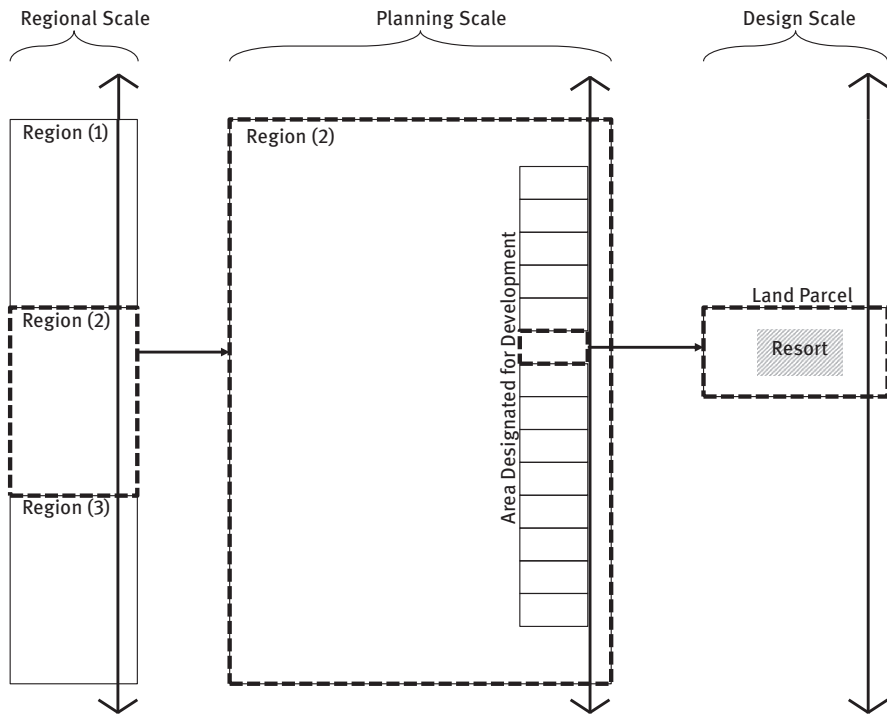 Regional Scale
Planning Scale
Design Scale
Region (1)
Region (2)
Region (2)
Region (3)
Area Designated for Development
Land Parcel
Resort